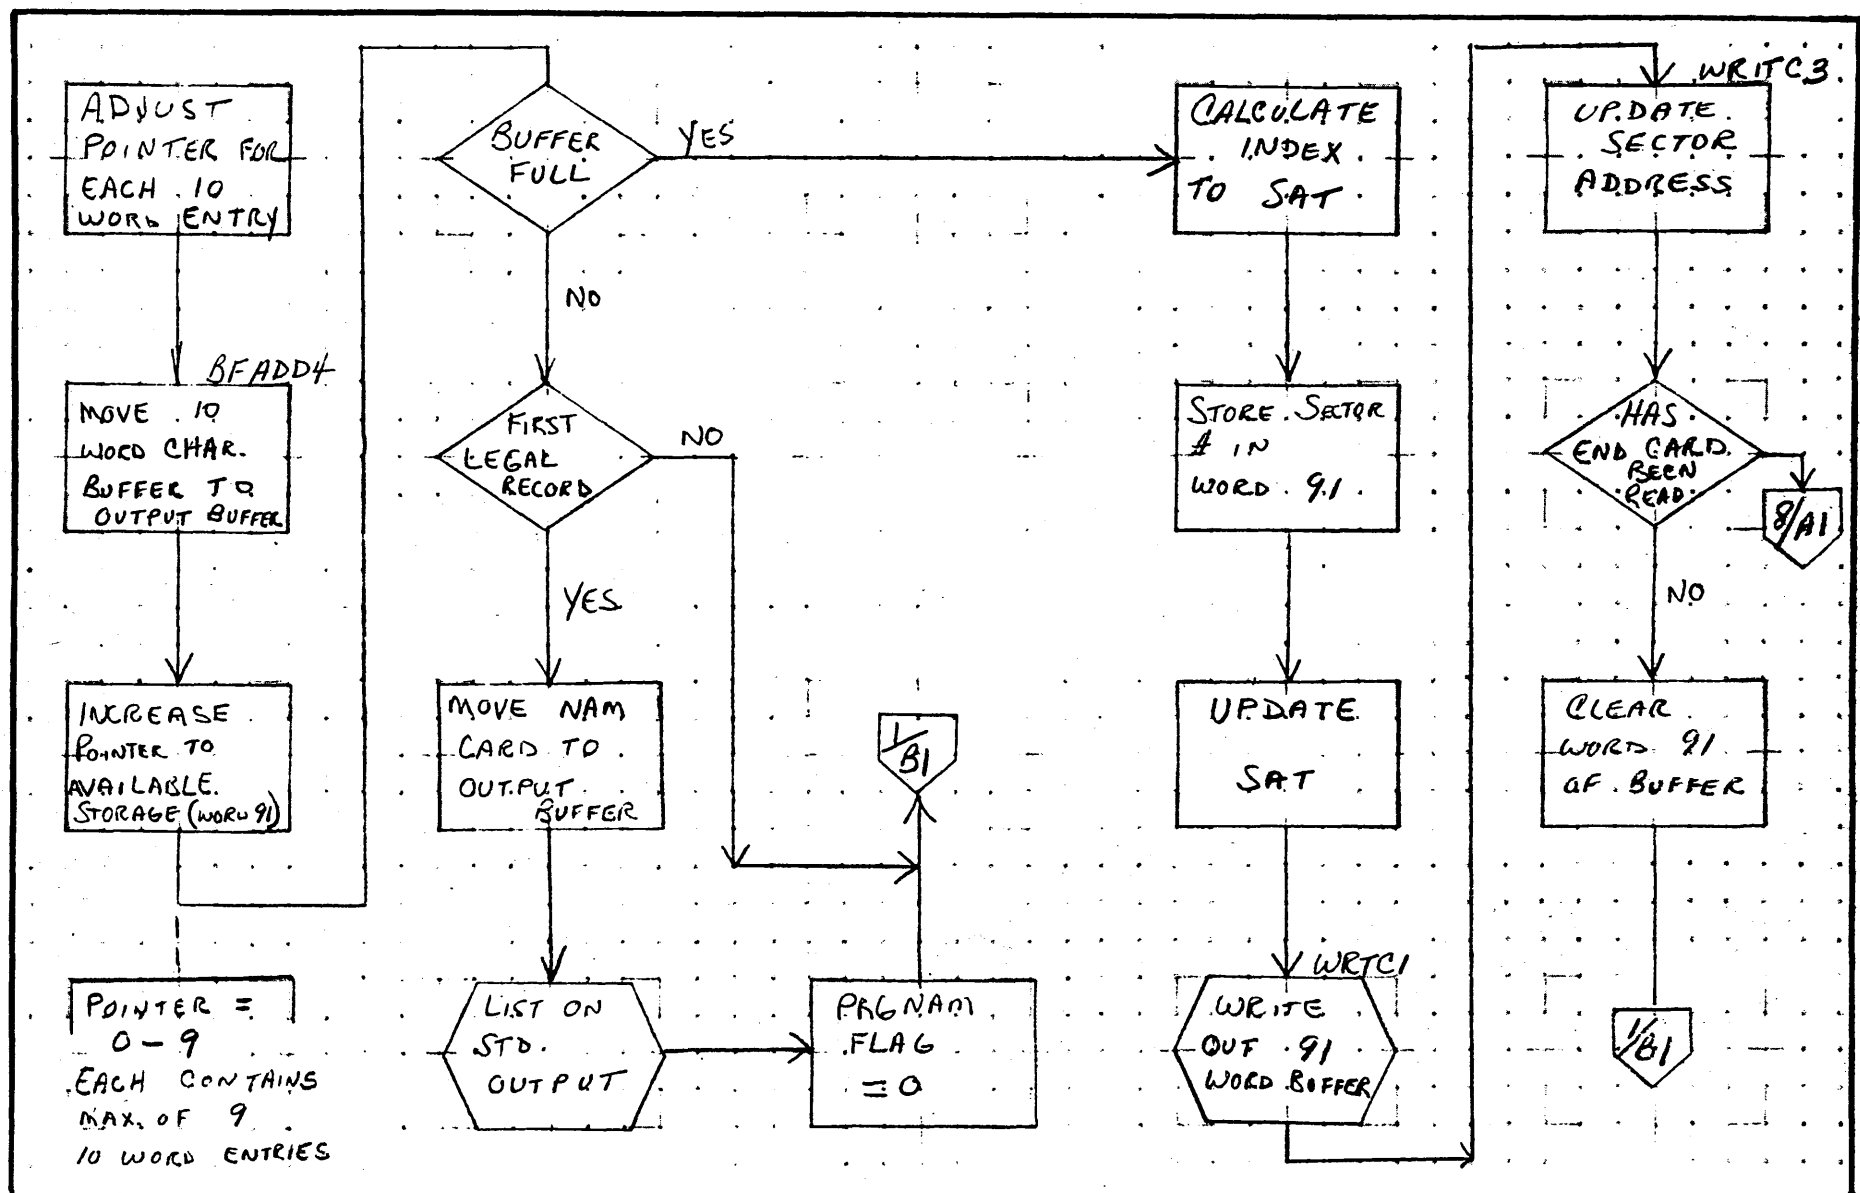 ADJUST
POINTER FOR
EACH 10
WORD ENTRY
BFADD4
MOVE 10
WORD CHAR.
BUFFER TO
OUTPUT BUFFER
INCREASE
POINTER TO
AVAILABLE
STORAGE (WORD 91)
POINTER =
0 - 9
EACH CONTAINS
MAX. OF 9
10 WORD ENTRIES
BUFFER
FULL
YES
NO
FIRST
LEGAL
RECORD
NO
YES
MOVE NAM
CARD TO
OUTPUT
BUFFER
LIST ON
STD.
OUTPUT
PRGNAM
FLAG
= 0
1/B1
CALCULATE
INDEX
TO SAT
STORE SECTOR
# IN
WORD 91
UPDATE
SAT
WRTC1
WRITE
OUT 91
WORD BUFFER
WRITC3
UPDATE
SECTOR
ADDRESS
HAS
END CARD
BEEN
READ
8/A1
NO
CLEAR
WORD 91
OF BUFFER
1/B1